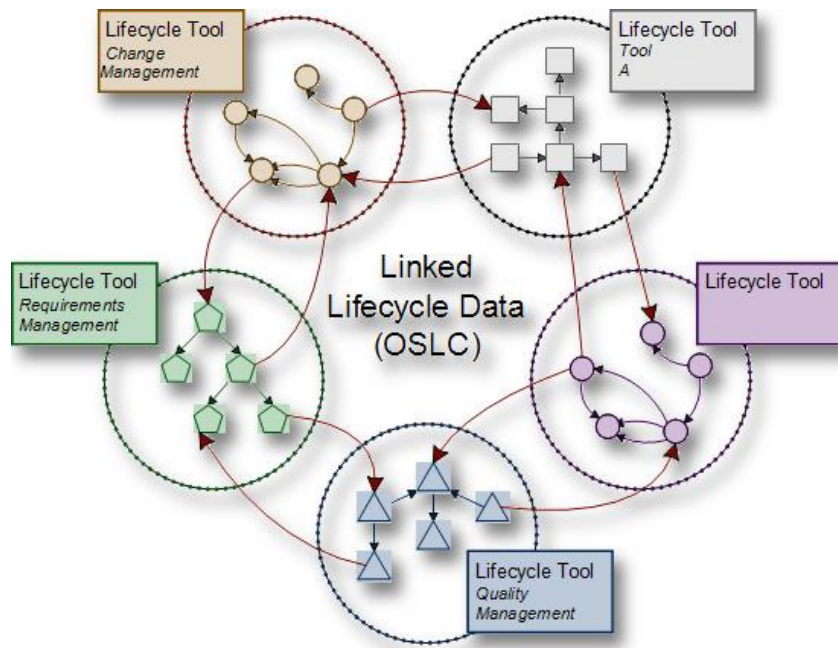 Lifecycle Tool
Change
Management
Lifecycle Tool
Tool
A
Linked
Lifecycle Data
(OSLC)
Lifecycle Tool
Requirements
Management
Lifecycle Tool
Lifecycle Tool
Quality
Management